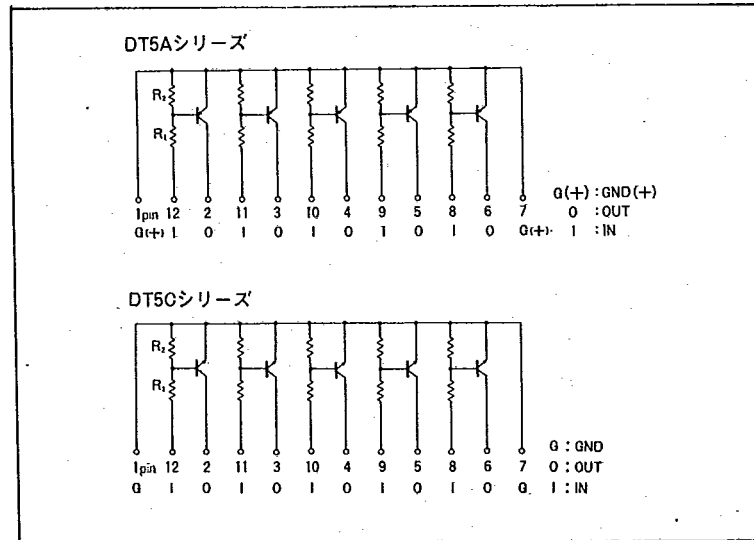 DT5Aシリーズ
R₂
R₁
1pin 12 2 11 3 10 4 9 5 8 6 7
G(+) I O I O I O I O I O G(+)
G(+) : GND(+)
O : OUT
I : IN
DT5Cシリーズ
R₂
R₁
1pin 12 2 11 3 10 4 9 5 8 6 7
G I O I O I O I O I O G
G : GND
O : OUT
I : IN